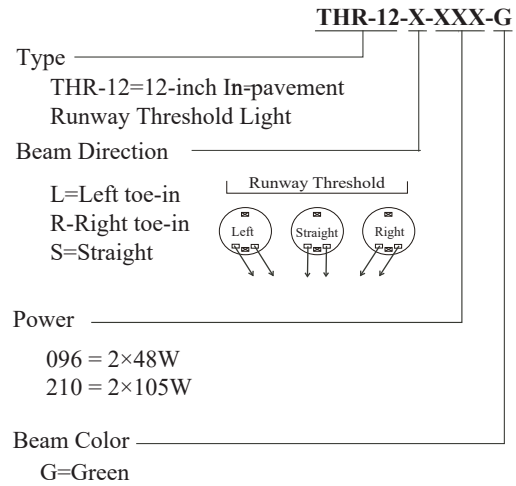 THR-12-X-XXX-G
Type
THR-12=12-inch In-pavement
Runway Threshold Light
Beam Direction
L=Left toe-in
R-Right toe-in
S=Straight
Runway Threshold
Left Straight Right
Power
096 = 2×48W
210 = 2×105W
Beam Color
G=Green